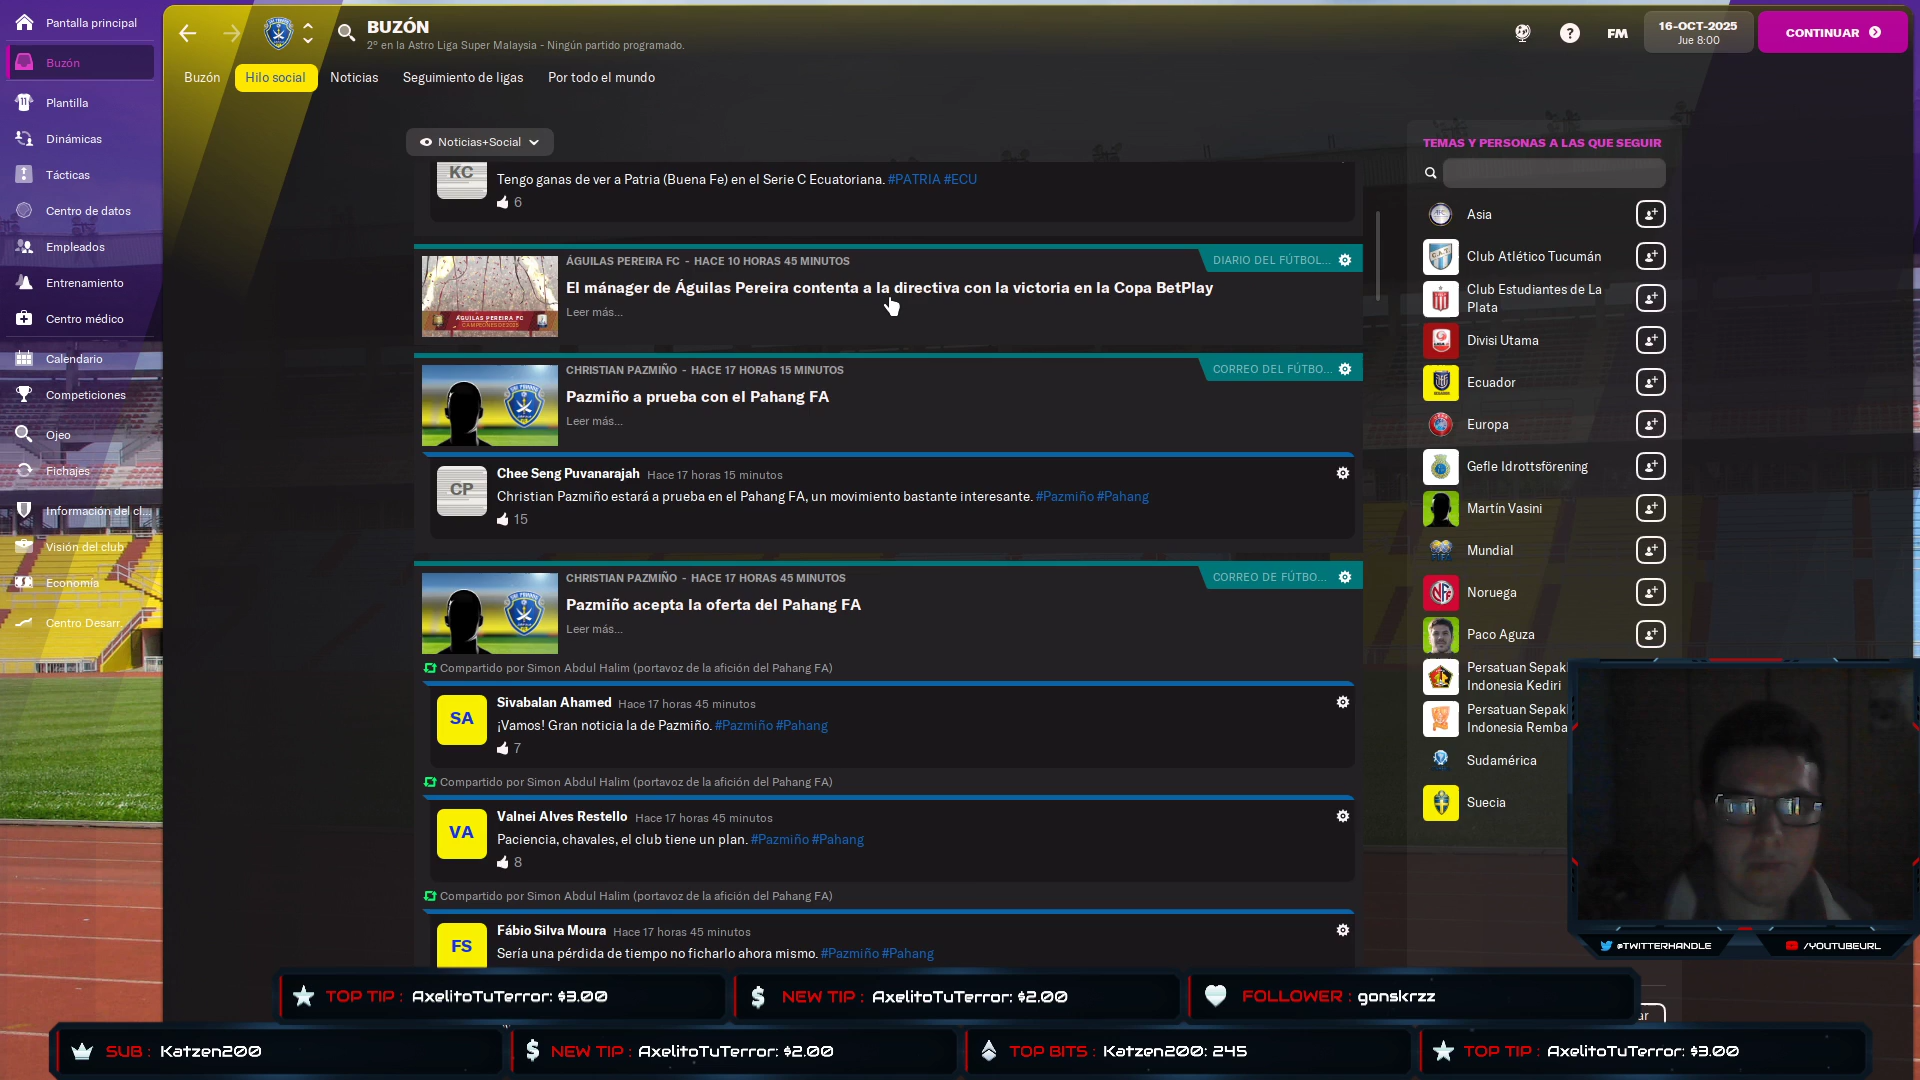 Pantalla principal
Buzón
Plantilla
Dinámicas
Tácticas
Centro de datos
Empleados
Entrenamiento
Centro médico
Calendario
Competiciones
Ojeo
Fichajes
Información del cl...
Visión del club
Economía
Centro Desarr.
BUZÓN
2º en la Astro Liga Super Malaysia - Ningún partido programado.
FM
16-OCT-2025
Jue 8:00
CONTINUAR
Buzón
Hilo social
Noticias
Seguimiento de ligas
Por todo el mundo
Noticias+Social
KC
Tengo ganas de ver a Patria (Buena Fe) en el Serie C Ecuatoriana. #PATRIA #ECU
6
ÁGUILAS PEREIRA FC - HACE 10 HORAS 45 MINUTOS
DIARIO DEL FÚTBOL...
El mánager de Águilas Pereira contenta a la directiva con la victoria en la Copa BetPlay
Leer más...
ÁGUILAS PEREIRA FC
CAMPEONES DE 2025
CHRISTIAN PAZMIÑO - HACE 17 HORAS 15 MINUTOS
CORREO DEL FÚTBO...
Pazmiño a prueba con el Pahang FA
Leer más...
CP
Chee Seng Puvanarajah Hace 17 horas 15 minutos
Christian Pazmiño estará a prueba en el Pahang FA, un movimiento bastante interesante. #Pazmiño #Pahang
15
CHRISTIAN PAZMIÑO - HACE 17 HORAS 45 MINUTOS
CORREO DE FÚTBO...
Pazmiño acepta la oferta del Pahang FA
Leer más...
Compartido por Simon Abdul Halim (portavoz de la afición del Pahang FA)
SA
Sivabalan Ahamed Hace 17 horas 45 minutos
¡Vamos! Gran noticia la de Pazmiño. #Pazmiño #Pahang
7
Compartido por Simon Abdul Halim (portavoz de la afición del Pahang FA)
VA
Valnei Alves Restello Hace 17 horas 45 minutos
Paciencia, chavales, el club tiene un plan. #Pazmiño #Pahang
8
Compartido por Simon Abdul Halim (portavoz de la afición del Pahang FA)
FS
Fábio Silva Moura Hace 17 horas 45 minutos
Sería una pérdida de tiempo no ficharlo ahora mismo. #Pazmiño #Pahang
TEMAS Y PERSONAS A LAS QUE SEGUIR
Asia
Club Atlético Tucumán
Club Estudiantes de La
Plata
Divisi Utama
Ecuador
Europa
Gefle Idrottsförening
Martín Vasini
Mundial
Noruega
Paco Aguza
Persatuan Sepak
Indonesia Kediri
Persatuan Sepak
Indonesia Remba
Sudamérica
Suecia
@TWITTERHANDLE
/YOUTUBEURL
ar
TOP TIP : AxelitoTuTerror: $3.00
NEW TIP : AxelitoTuTerror: $2.00
FOLLOWER : gonskrzz
SUB : Katzen200
NEW TIP : AxelitoTuTerror: $2.00
TOP BITS : Katzen200: 245
TOP TIP : AxelitoTuTerror: $3.00